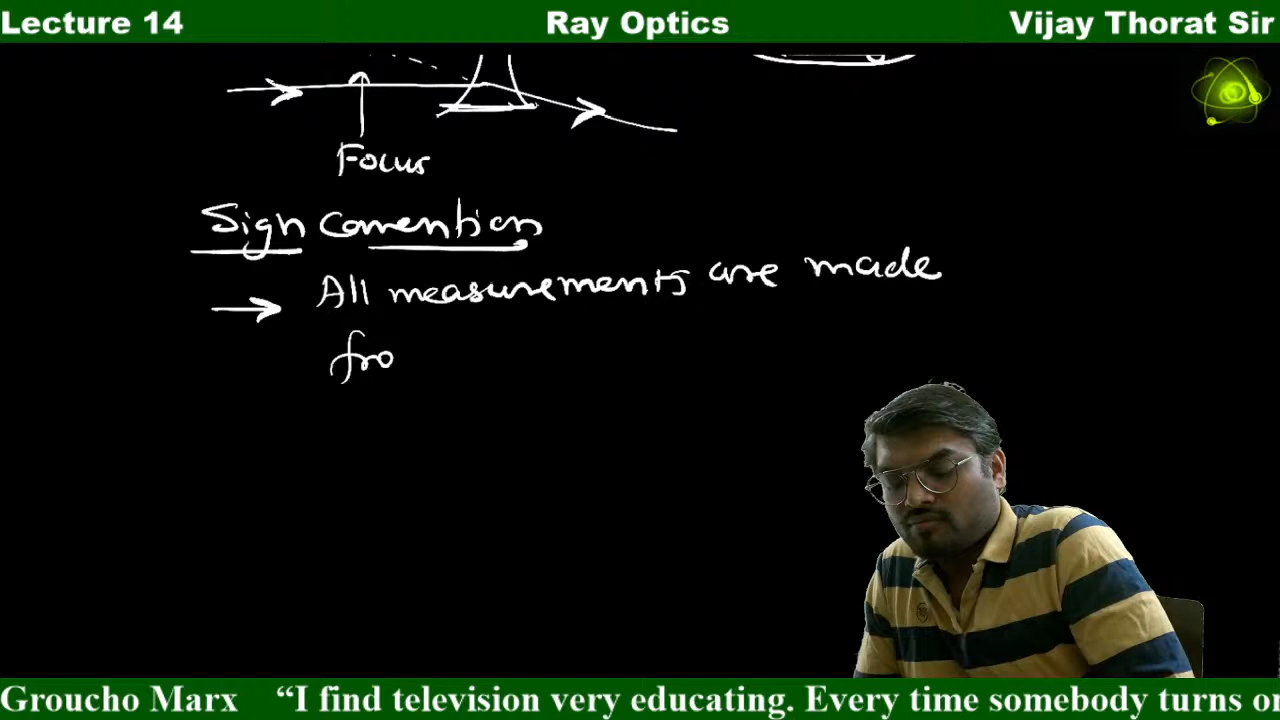 Lecture 14 Ray Optics Vijay Thorat Sir
Focus
Sign Convention
All measurements are made
fro
Groucho Marx “I find television very educating. Every time somebody turns on